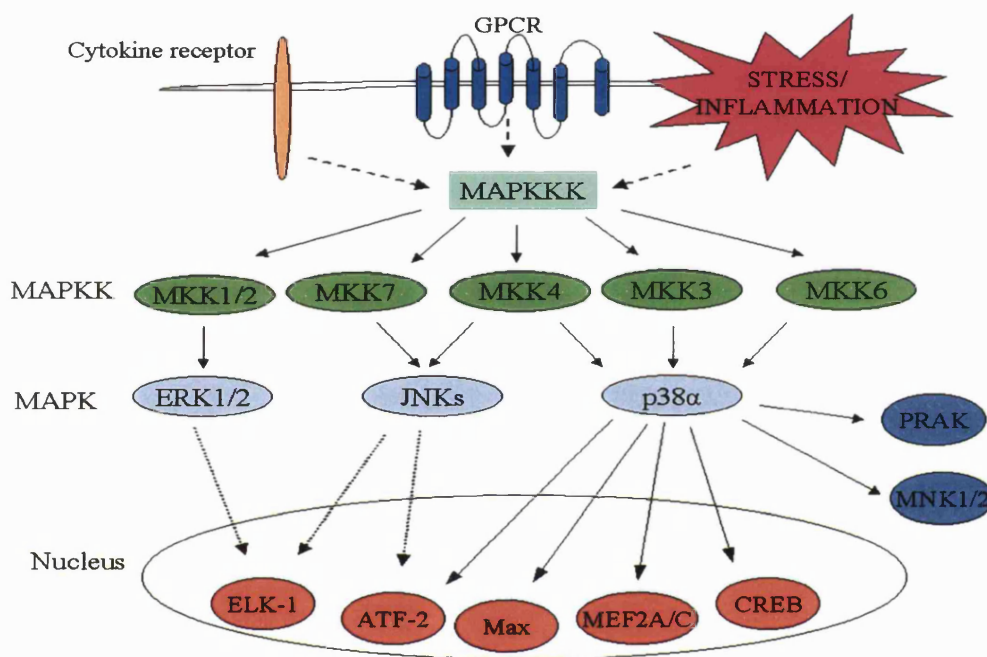 GPCR
Cytokine receptor
STRESS/
INFLAMMATION
MAPKKK
MAPKK
MKK1/2
MKK7
MKK4
MKK3
MKK6
MAPK
ERK1/2
JNKs
p38α
PRAK
MNK1/2
Nucleus
ELK-1
ATF-2
Max
MEF2A/C
CREB